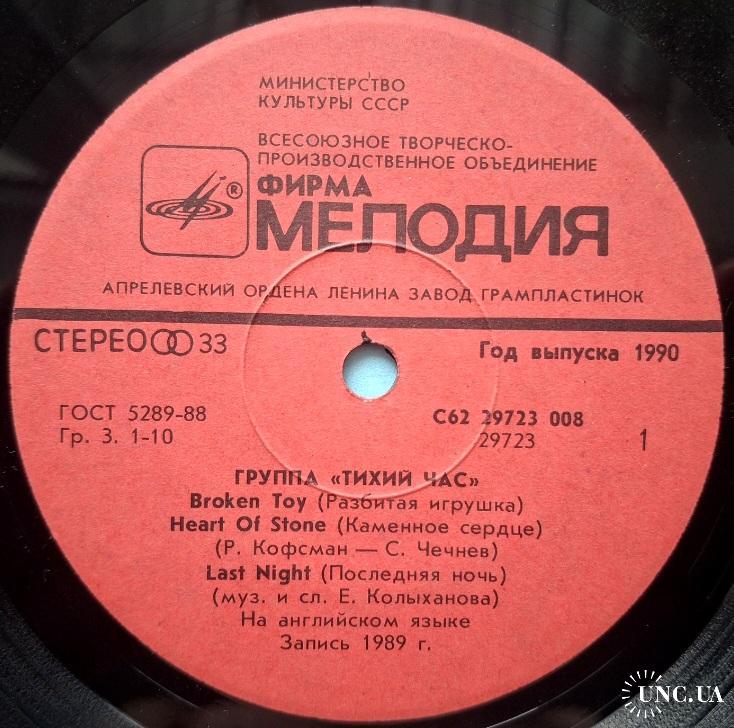 МИНИСТЕРСТВО
КУЛЬТУРЫ СССР
ВСЕСОЮЗНОЕ ТВОРЧЕСКО-
ПРОИЗВОДСТВЕННОЕ ОБЪЕДИНЕНИЕ
®
ФИРМА
МЕЛОДИЯ
АПРЕЛЕВСКИЙ ОРДЕНА ЛЕНИНА ЗАВОД ГРАМПЛАСТИНОК
СТЕРЕО 33
Год выпуска 1990
ГОСТ 5289-88
Гр. 3. 1-10
С62 29723 008
29723
1
ГРУППА «ТИХИЙ ЧАС»
Broken Toy (Разбитая игрушка)
Heart Of Stone (Каменное сердце)
(Р. Кофсман — С. Чечнев)
Last Night (Последняя ночь)
(муз. и сл. Е. Колыханова)
На английском языке
Запись 1989 г.
UNC.UA